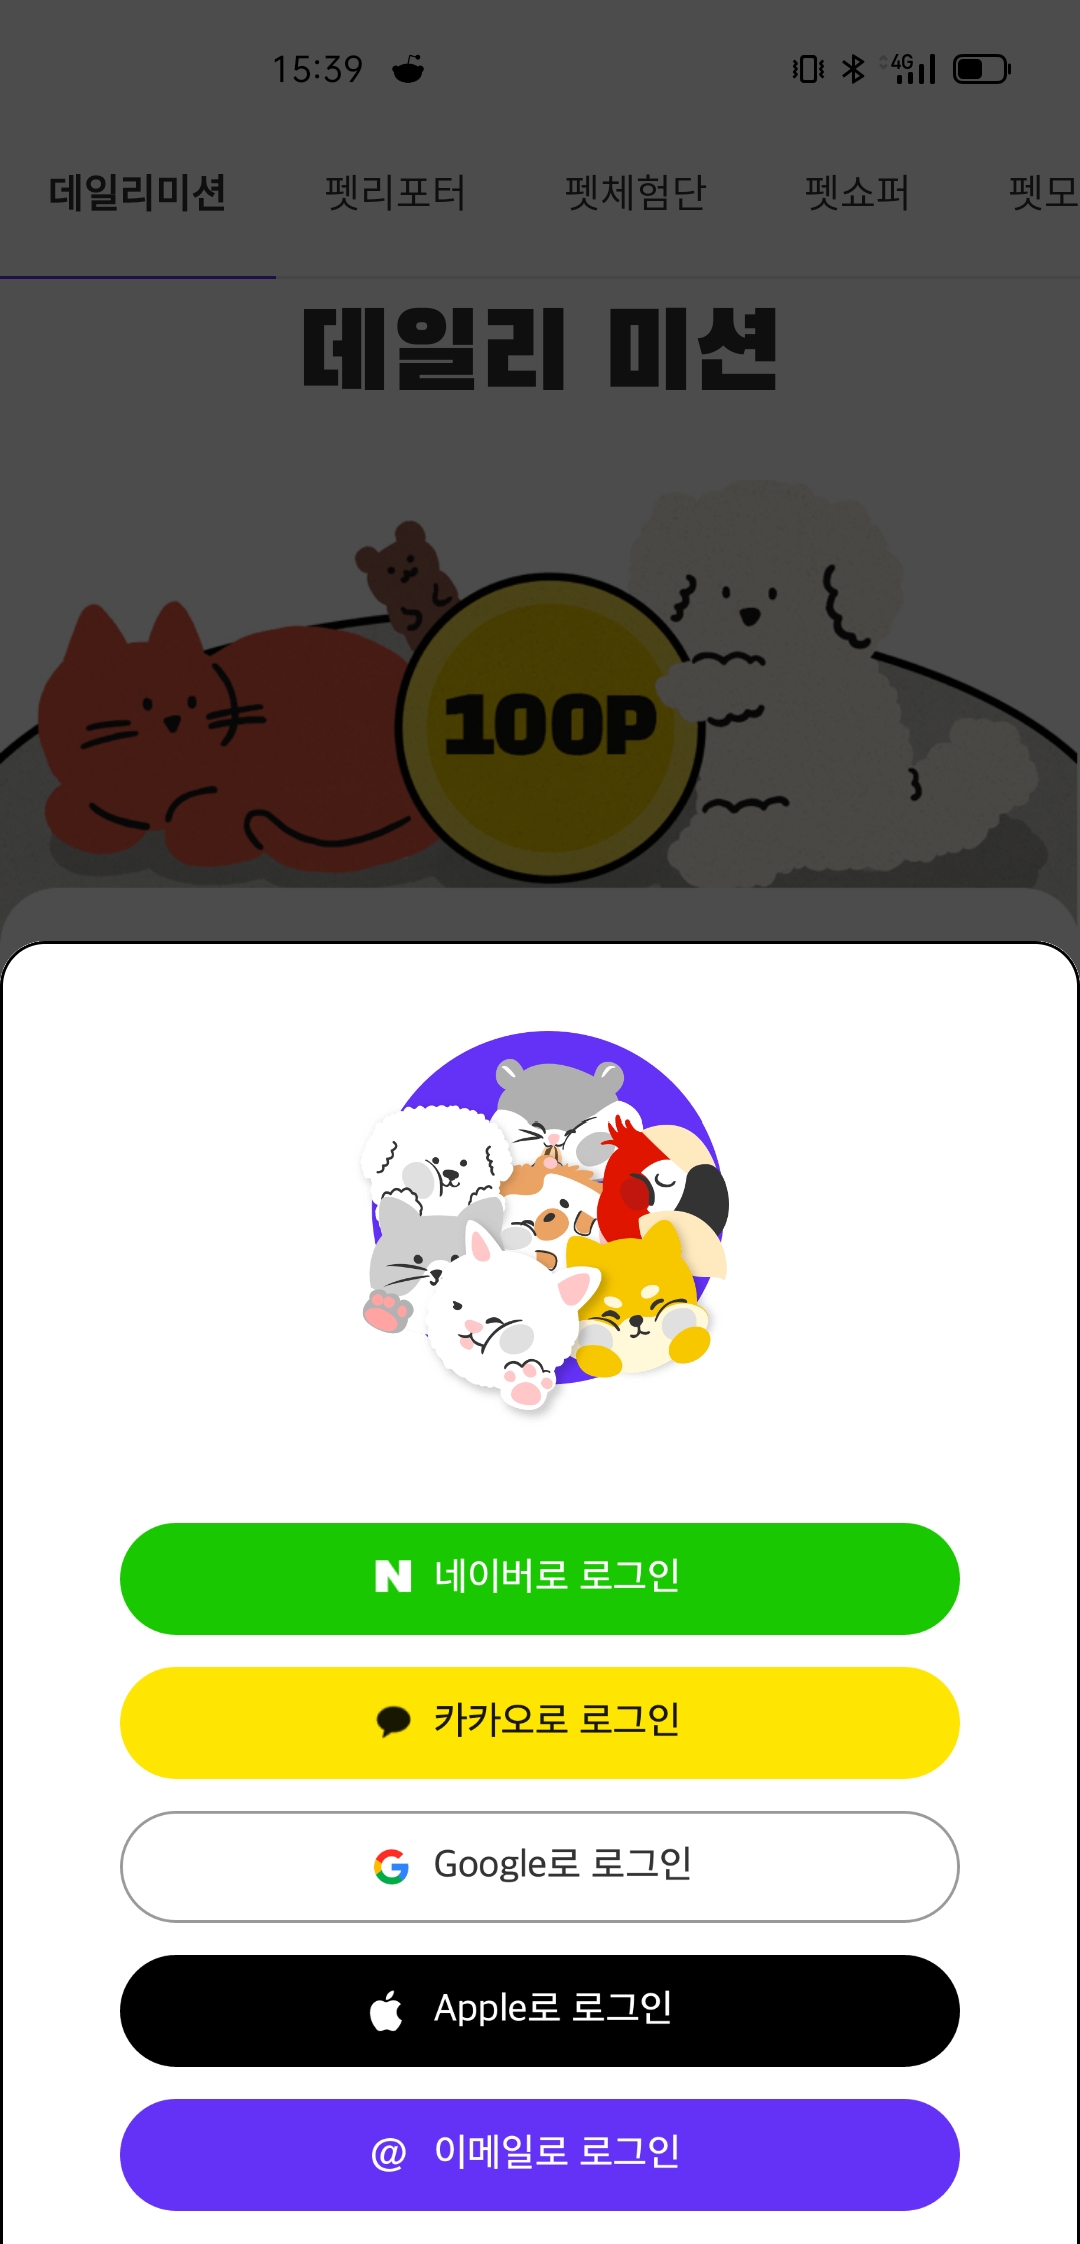 15:39
4G
데일리미션 펫리포터 펫체험단 펫쇼퍼 펫모
데일리 미션
100P
N 네이버로 로그인
카카오로 로그인
G Google로 로그인
Apple로 로그인
@ 이메일로 로그인